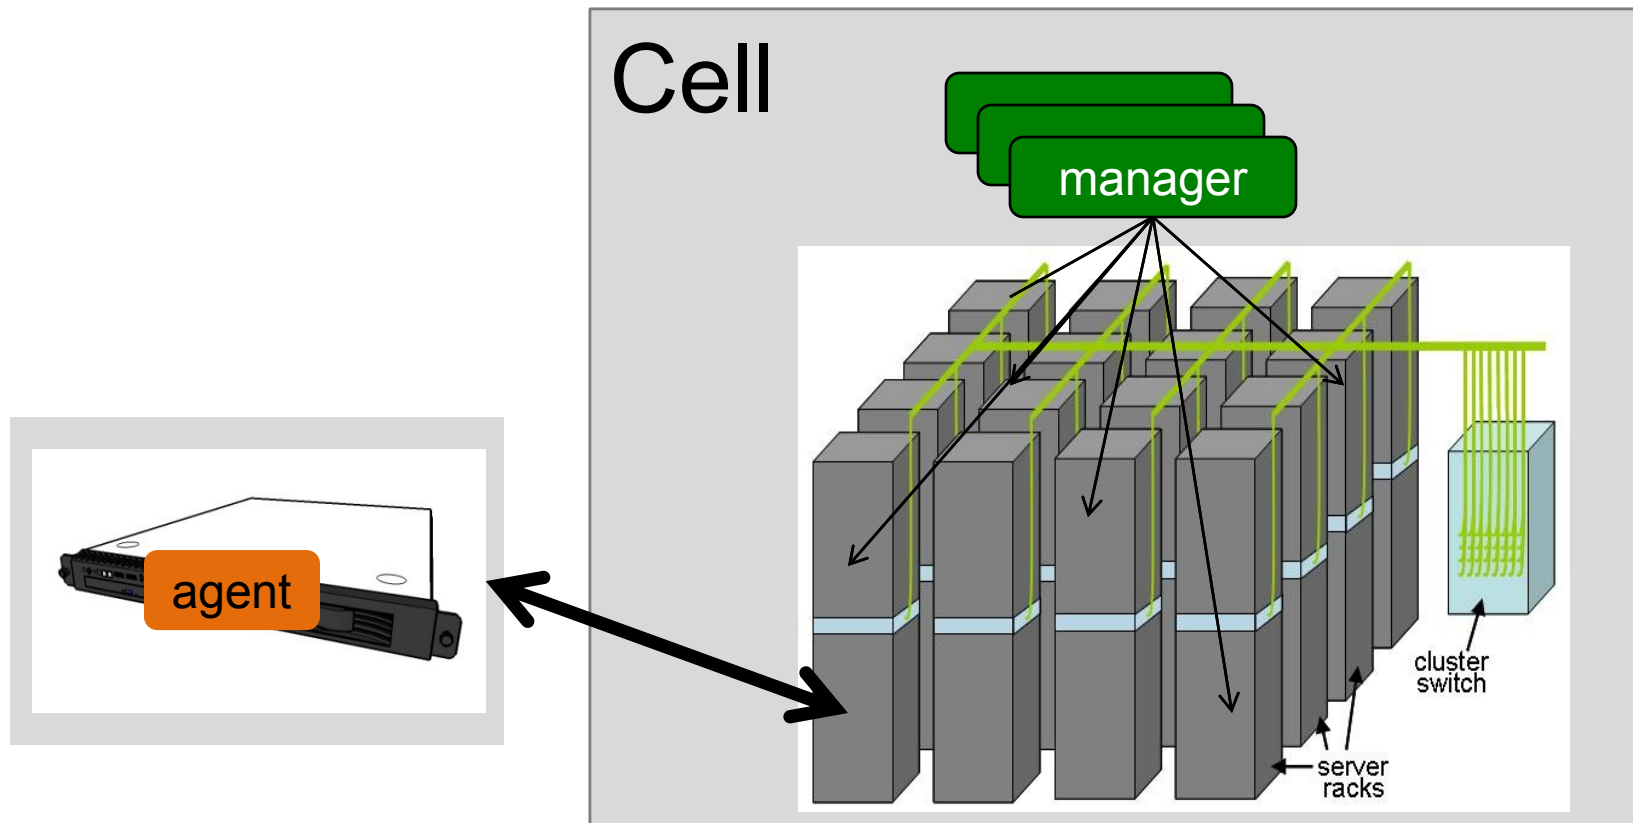 Cell
manager
agent
cluster
switch
server
racks